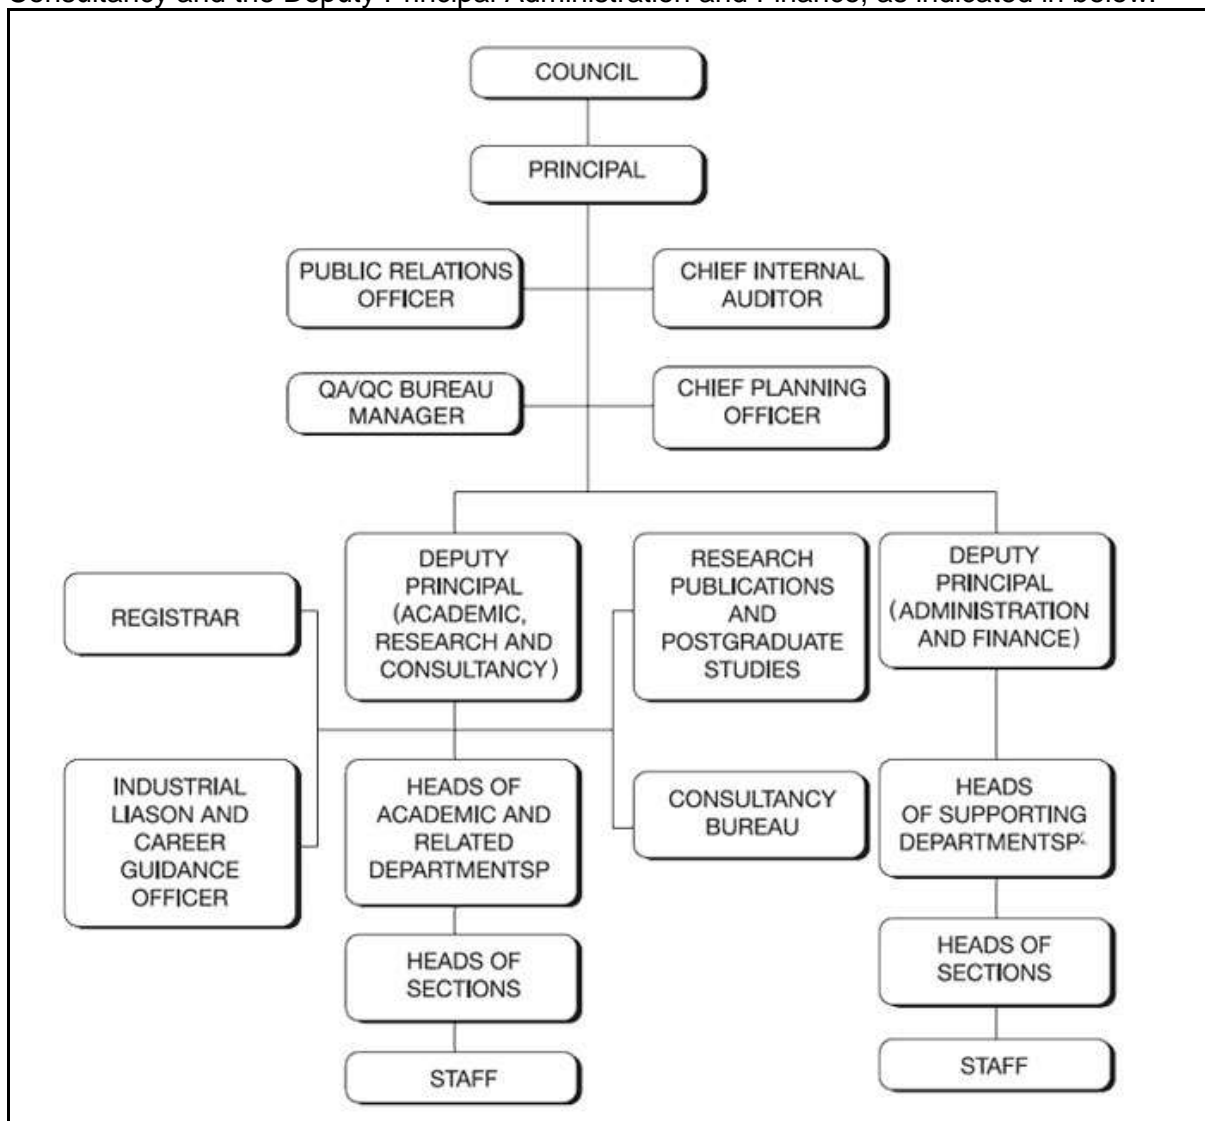 Consultancy and the Deputy Principal Administration and Finance, as indicated in below.
COUNCIL
PRINCIPAL
PUBLIC RELATIONS
OFFICER
CHIEF INTERNAL
AUDITOR
QA/QC BUREAU
MANAGER
CHIEF PLANNING
OFFICER
DEPUTY
PRINCIPAL
(ACADEMIC,
RESEARCH AND
CONSULTANCY)
RESEARCH
PUBLICATIONS
AND
POSTGRADUATE
STUDIES
DEPUTY
PRINCIPAL
(ADMINISTRATION
AND FINANCE)
REGISTRAR
INDUSTRIAL
LIASON AND
CAREER
GUIDANCE
OFFICER
HEADS OF
ACADEMIC AND
RELATED
DEPARTMENTSP
CONSULTANCY
BUREAU
HEADS
OF SUPPORTING
DEPARTMENTSP
HEADS OF
SECTIONS
HEADS OF
SECTIONS
STAFF
STAFF